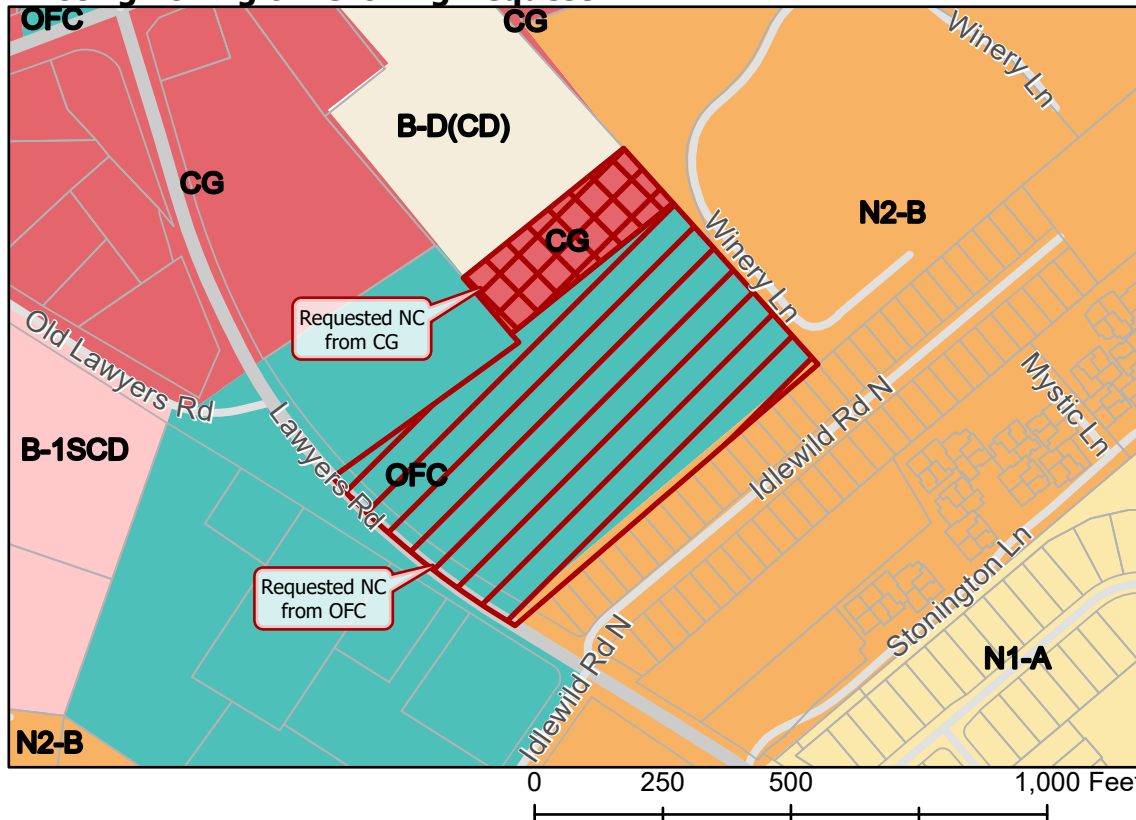 OFC
CG
Winery Ln
B-D(CD)
CG
N2-B
CG
Winery Ln
Requested NC
from CG
Old Lawyers Rd
Mystic Ln
B-1SCD
Lawyers Rd
OFC
Idlewild Rd N
Requested NC
from OFC
Stonington Ln
N1-A
Idlewild Rd N
N2-B
0 250 500 1,000 Feet